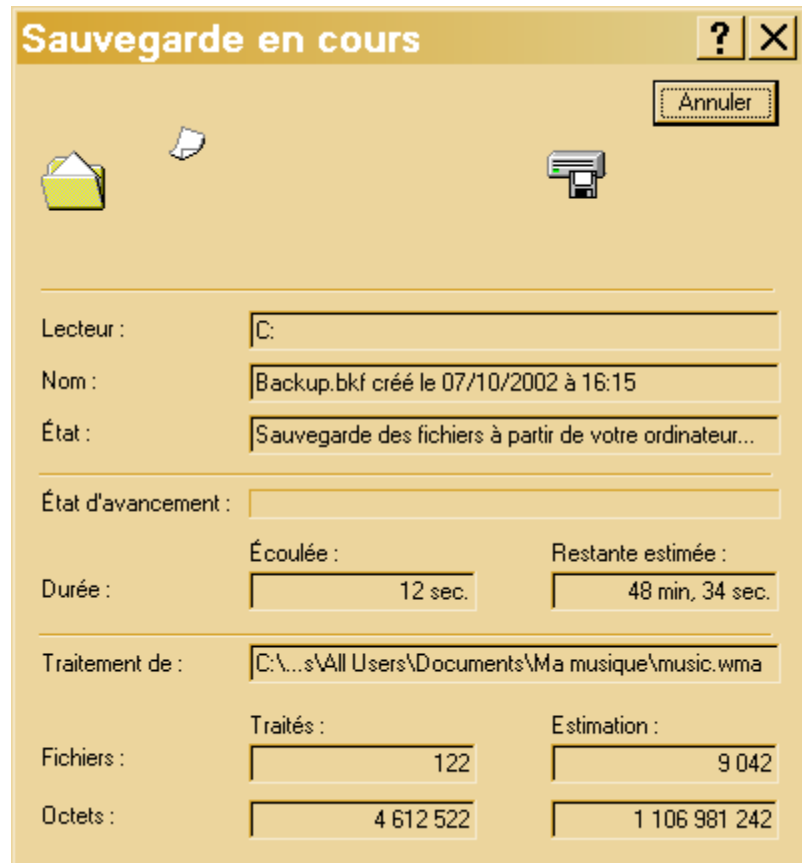 Sauvegarde en cours
Annuler
Lecteur : C:
Nom : Backup.bkf créé le 07/10/2002 à 16:15
État : Sauvegarde des fichiers à partir de votre ordinateur...
État d'avancement :
Écoulée : Restante estimée :
Durée : 12 sec. 48 min, 34 sec.
Traitement de : C:\...s\All Users\Documents\Ma musique\music.wma
Traités : Estimation :
Fichiers : 122 9 042
Octets : 4 612 522 1 106 981 242